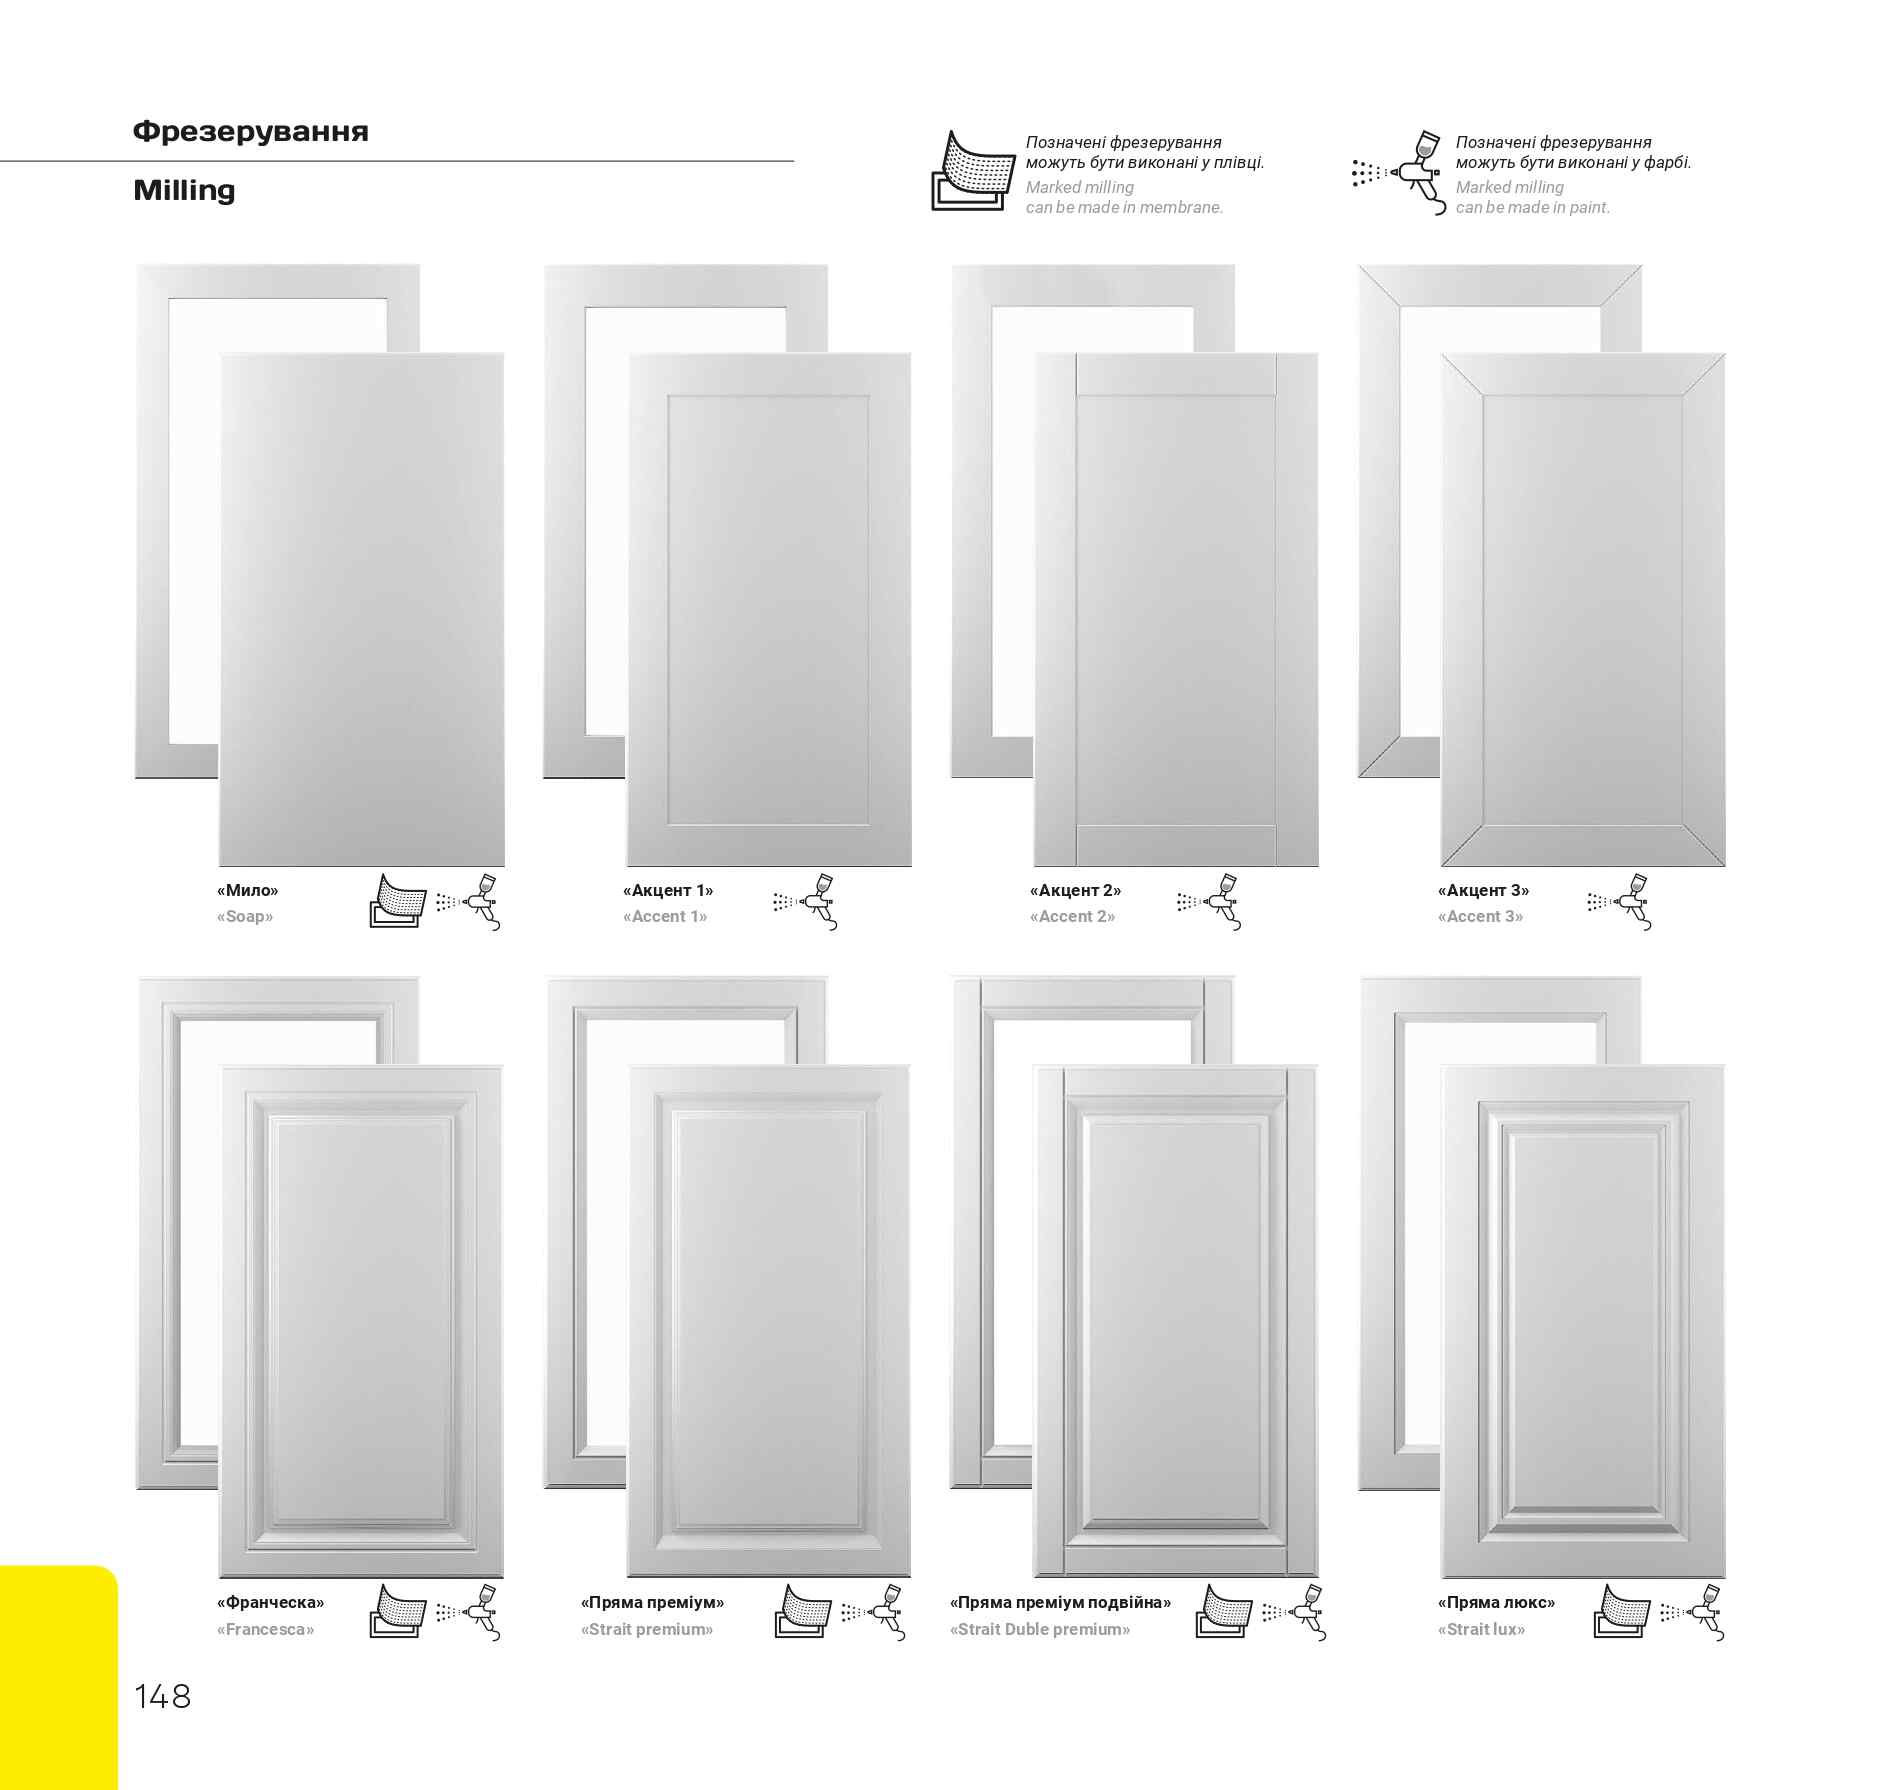 Фрезерування
Milling
Позначені фрезерування
можуть бути виконані у плівці.
Marked milling
can be made in membrane.
Позначені фрезерування
можуть бути виконані у фарбі.
Marked milling
can be made in paint.
«Мило»
«Soap»
«Акцент 1»
«Accent 1»
«Акцент 2»
«Accent 2»
«Акцент 3»
«Accent 3»
«Франческа»
«Francesca»
«Пряма преміум»
«Strait premium»
«Пряма преміум подвійна»
«Strait Duble premium»
«Пряма люкс»
«Strait lux»
148